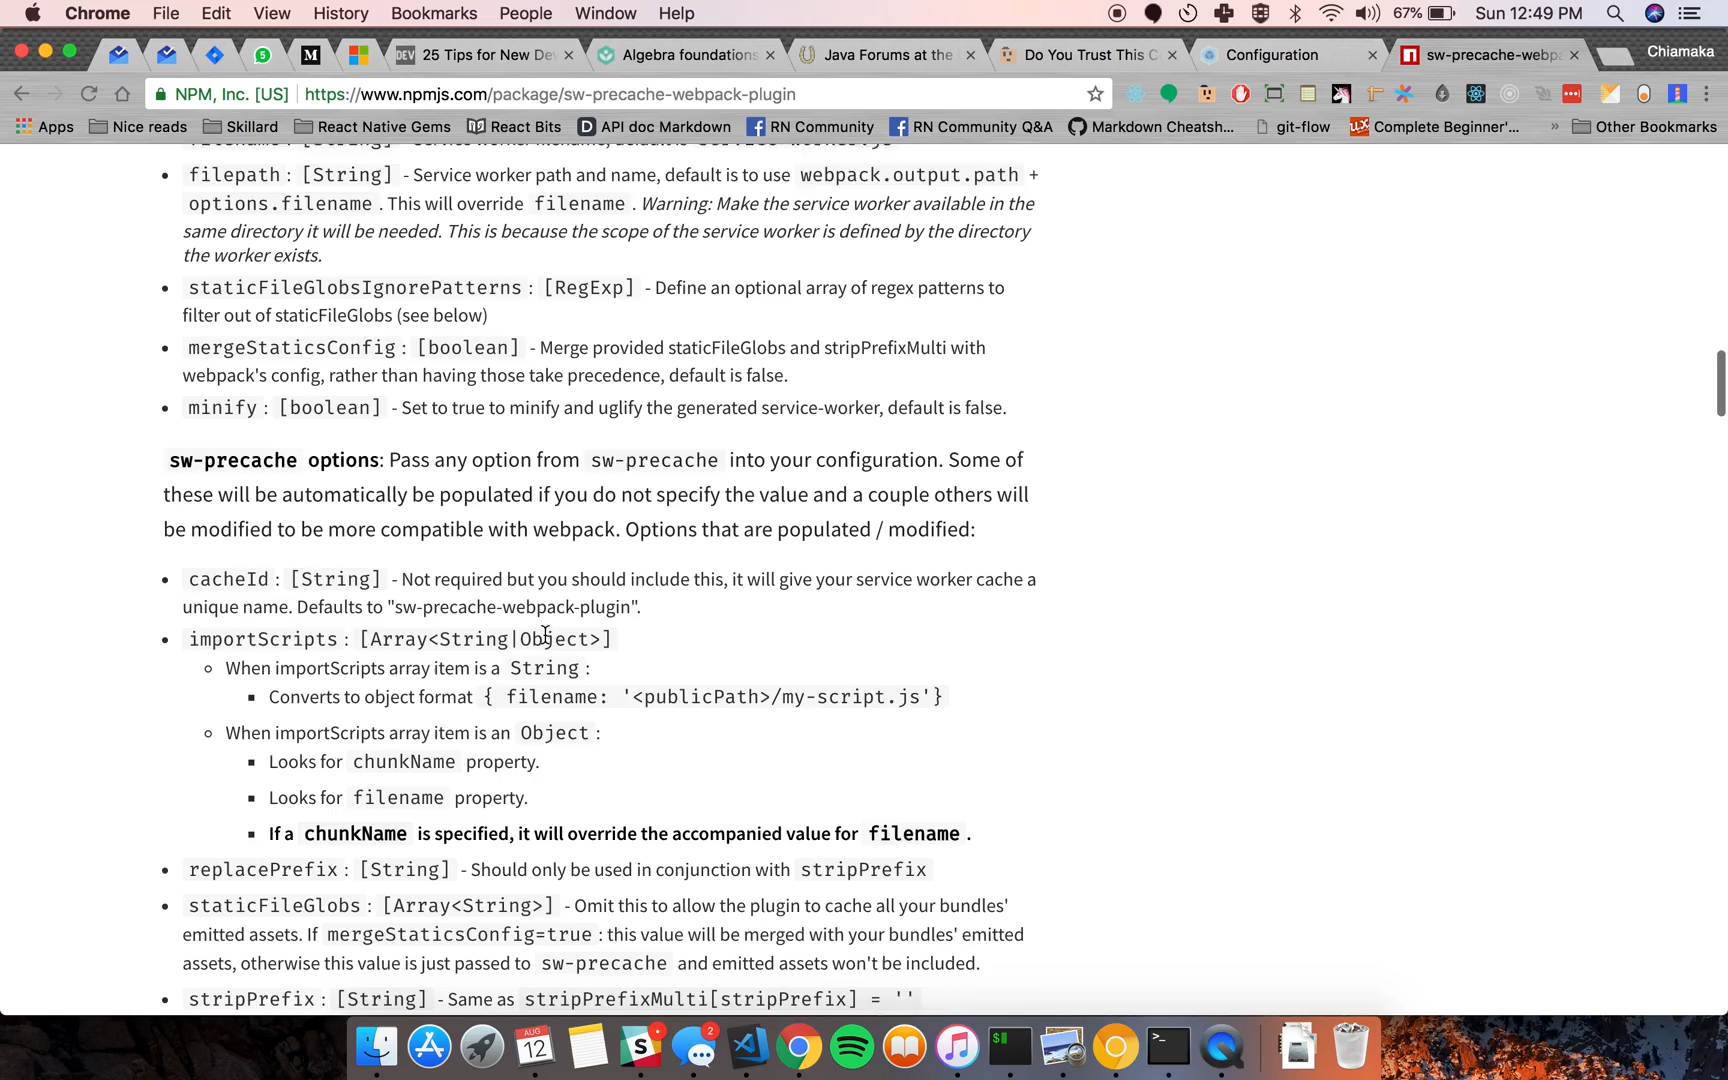 Chrome File Edit View History Bookmarks People Window Help 67% Sun 12:49 PM
DEV 25 Tips for New De Algebra foundations Java Forums at the Do You Trust This C Configuration sw-precache-webp Chiamaka
NPM, Inc. [US] https://www.npmjs.com/package/sw-precache-webpack-plugin
Apps Nice reads Skillard React Native Gems React Bits API doc Markdown RN Community RN Community Q&A Markdown Cheatsh... git-flow Complete Beginner'... » Other Bookmarks
filepath: [String] - Service worker path and name, default is to use webpack.output.path +
options.filename. This will override filename. Warning: Make the service worker available in the
same directory it will be needed. This is because the scope of the service worker is defined by the directory
the worker exists.
staticFileGlobsIgnorePatterns: [RegExp] - Define an optional array of regex patterns to
filter out of staticFileGlobs (see below)
mergeStaticsConfig: [boolean] - Merge provided staticFileGlobs and stripPrefixMulti with
webpack's config, rather than having those take precedence, default is false.
minify: [boolean] - Set to true to minify and uglify the generated service-worker, default is false.
sw-precache options: Pass any option from sw-precache into your configuration. Some of
these will be automatically be populated if you do not specify the value and a couple others will
be modified to be more compatible with webpack. Options that are populated / modified:
cacheId: [String] - Not required but you should include this, it will give your service worker cache a
unique name. Defaults to "sw-precache-webpack-plugin".
importScripts: [Array<String|Object>]
When importScripts array item is a String:
Converts to object format { filename: '<publicPath>/my-script.js'}
When importScripts array item is an Object:
Looks for chunkName property.
Looks for filename property.
If a chunkName is specified, it will override the accompanied value for filename.
replacePrefix: [String] - Should only be used in conjunction with stripPrefix
staticFileGlobs: [Array<String>] - Omit this to allow the plugin to cache all your bundles'
emitted assets. If mergeStaticsConfig=true: this value will be merged with your bundles' emitted
assets, otherwise this value is just passed to sw-precache and emitted assets won't be included.
stripPrefix: [String] - Same as stripPrefixMulti[stripPrefix] = ''
AUG
12
2